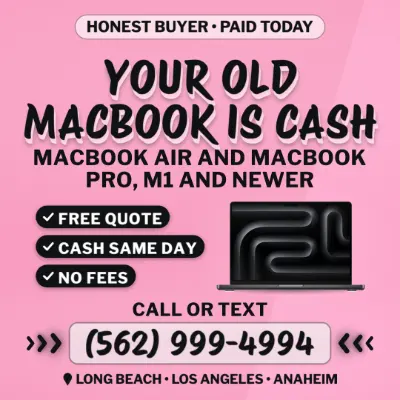 HONEST BUYER • PAID TODAY
YOUR OLD
MACBOOK IS CASH
MACBOOK AIR AND MACBOOK
PRO, M1 AND NEWER
FREE QUOTE
CASH SAME DAY
NO FEES
CALL OR TEXT
(562) 999-4994
LONG BEACH • LOS ANGELES • ANAHEIM